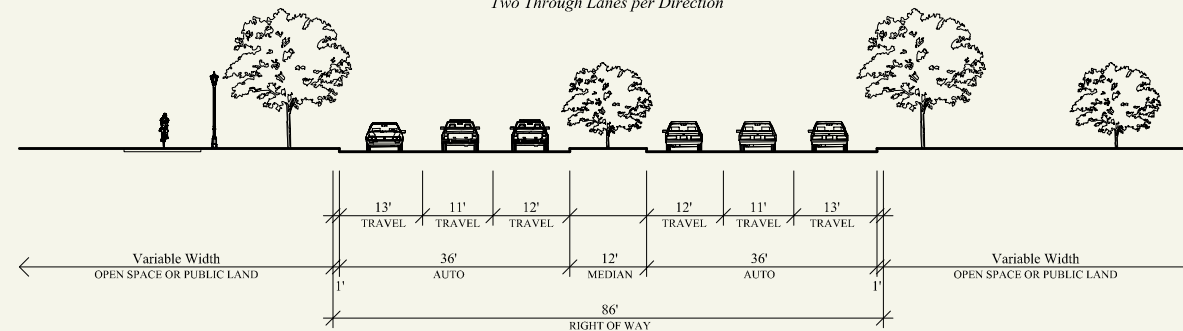 Two Through Lanes per Direction
13' 11' 12' 12' 11' 13'
TRAVEL TRAVEL TRAVEL TRAVEL TRAVEL TRAVEL
Variable Width 36' 12' 36' Variable Width
OPEN SPACE OR PUBLIC LAND AUTO MEDIAN AUTO OPEN SPACE OR PUBLIC LAND
1' 1'
86'
RIGHT OF WAY